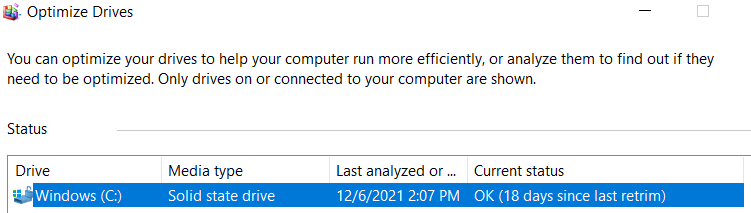 Optimize Drives
You can optimize your drives to help your computer run more efficiently, or analyze them to find out if they
need to be optimized. Only drives on or connected to your computer are shown.
Status
Drive Media type Last analyzed or ... Current status
Windows (C:) Solid state drive 12/6/2021 2:07 PM OK (18 days since last retrim)